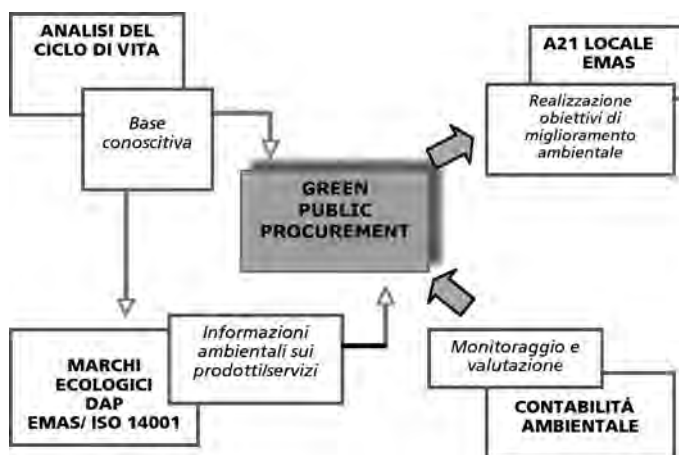 ANALISI DEL
CICLO DI VITA
Base
conoscitiva
A21 LOCALE
EMAS
Realizzazione
obiettivi di
miglioramento
ambientale
GREEN
PUBLIC
PROCUREMENT
Informazioni
ambientali sui
prodotti/servizi
MARCHI
ECOLOGICI
DAP
EMAS/ ISO 14001
Monitoraggio e
valutazione
CONTABILITÁ
AMBIENTALE